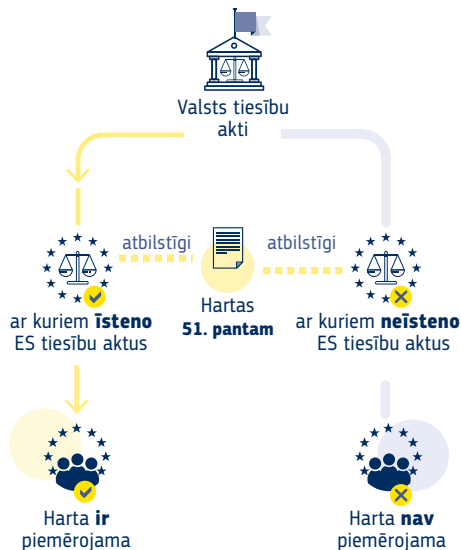 Valsts tiesību
akti
atbilstīgi
atbilstīgi
Hartas
51. pantam
ar kuriem īsteno
ES tiesību aktus
ar kuriem neīsteno
ES tiesību aktus
Harta ir
piemērojama
Harta nav
piemērojama